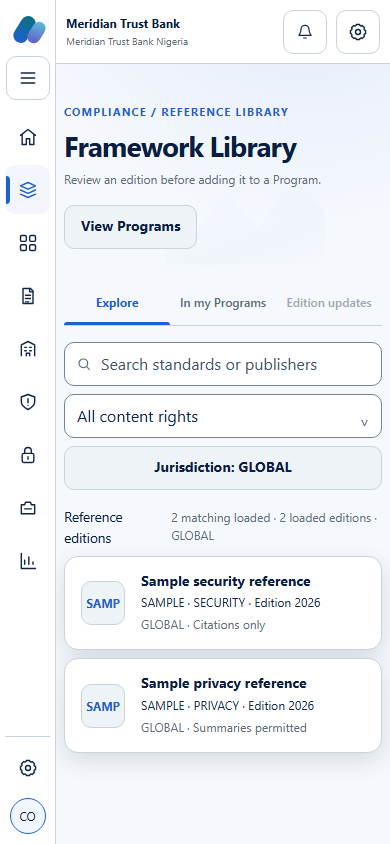 Meridian Trust Bank
Meridian Trust Bank Nigeria
COMPLIANCE / REFERENCE LIBRARY
Framework Library
Review an edition before adding it to a Program.
View Programs
Explore
In my Programs
Edition updates
Search standards or publishers
All content rights
Jurisdiction: GLOBAL
Reference
editions
2 matching loaded · 2 loaded editions ·
GLOBAL
SAMP
Sample security reference
SAMPLE · SECURITY · Edition 2026
GLOBAL · Citations only
SAMP
Sample privacy reference
SAMPLE · PRIVACY · Edition 2026
GLOBAL · Summaries permitted
CO